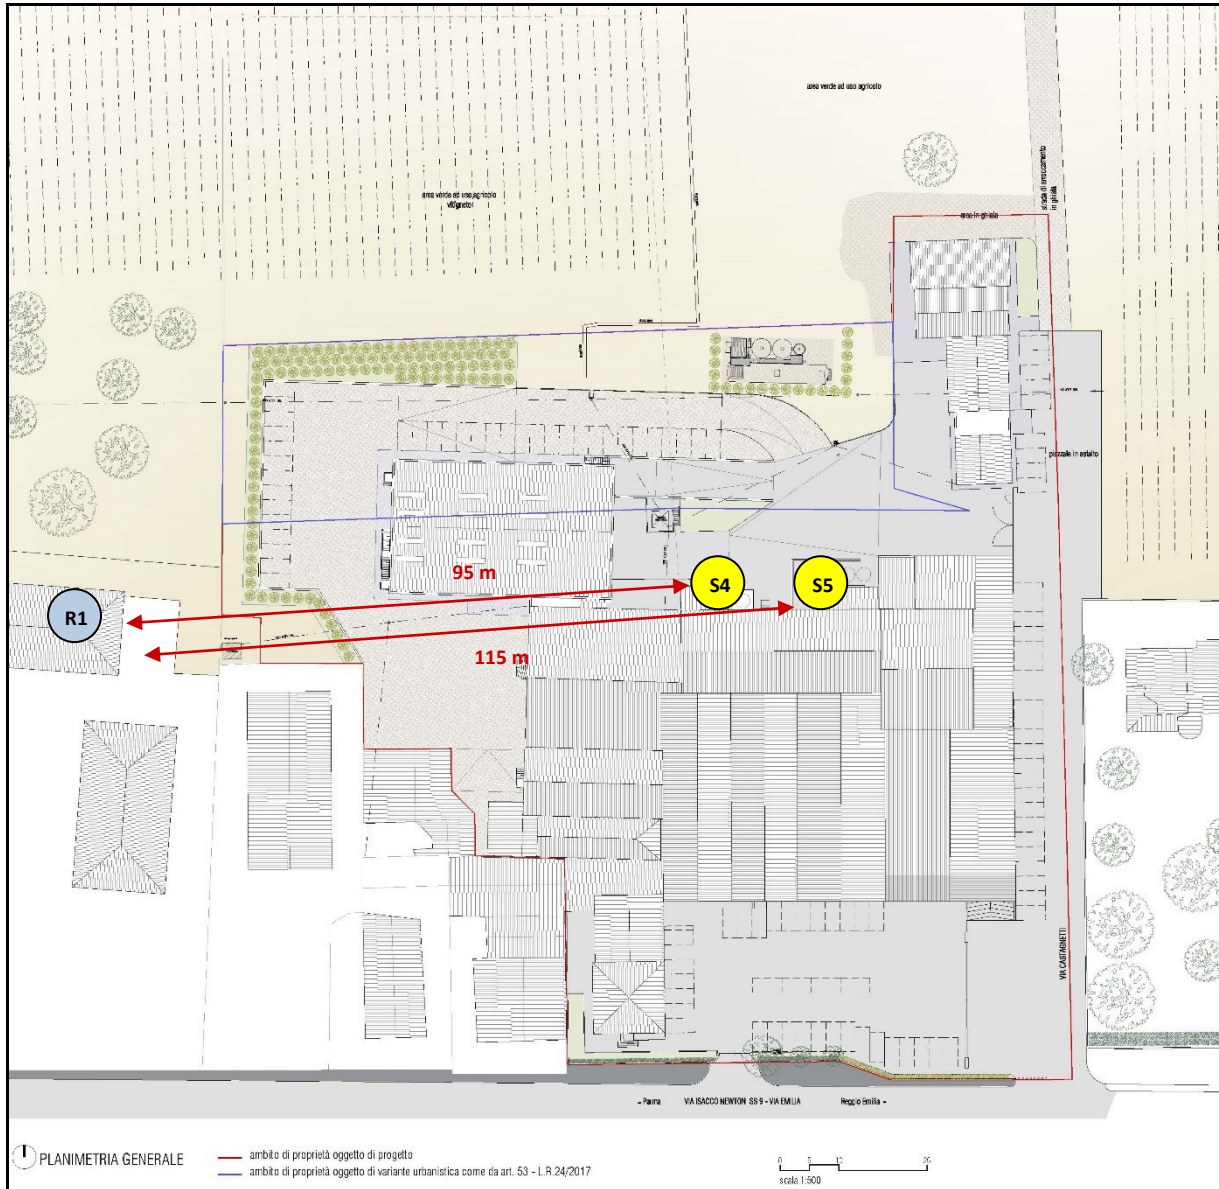 area verde ad uso agricolo
area verde ad uso agricolo
vitigneto
strada di arroccamento
in ghiaia
area in ghiaia
piazzale in asfalto
95 m
S4
S5
R1
115 m
VIA CASTAGNETTI
- Parma
VIA ISACCO NEWTON SS 9 - VIA EMILIA
Reggio Emilia -
PLANIMETRIA GENERALE
ambito di proprietà oggetto di progetto
ambito di proprietà oggetto di variante urbanistica come da art. 53 - L.R.24/2017
0 5 10 20
scala 1:500